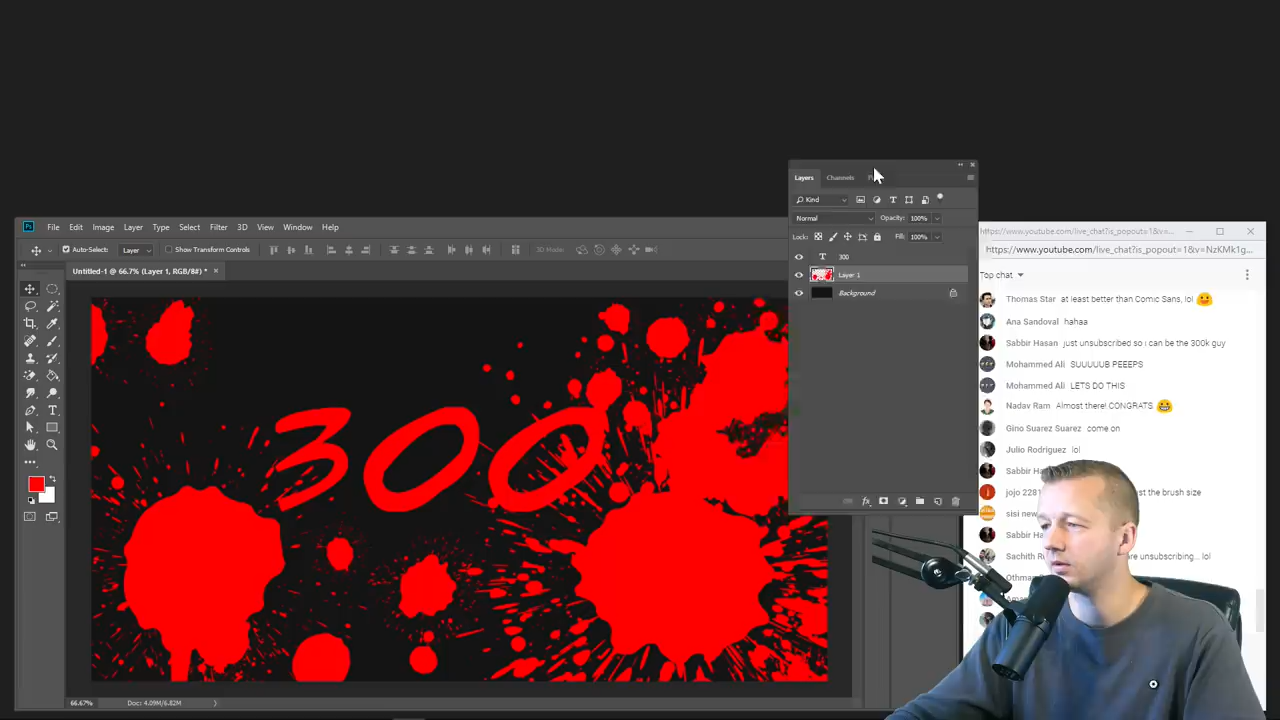 Layers Channels
Kind
Normal Opacity: 100%
Lock: Fill: 100%
300
Layer 1
Background
File Edit Image Layer Type Select Filter 3D View Window Help
Auto-Select: Layer Show Transform Controls 3D Mode:
Untitled-1 @ 66.7% (Layer 1, RGB/8#) * ×
300
66.67% Doc: 4.09M/6.82M
https://www.youtube.com/live_chat?is_popout=1&v=NzKMk1g...
https://www.youtube.com/live_chat?is_popout=1&v=NzKMk1g...
Top chat
Thomas Star at least better than Comic Sans, lol
Ana Sandoval hahaa
Sabbir Hasan just unsubscribed so i can be the 300k guy
Mohammed Ali SUUUUUB PEEEPS
Mohammed Ali LETS DO THIS
Nadav Ram Almost there! CONGRATS
Gino Suarez Suarez come on
Julio Rodriguez lol
Sabbir
jojo 2281 st the brush size
sisi new
Sabbir Ha
Sachith are unsubscribing... lol
Othman